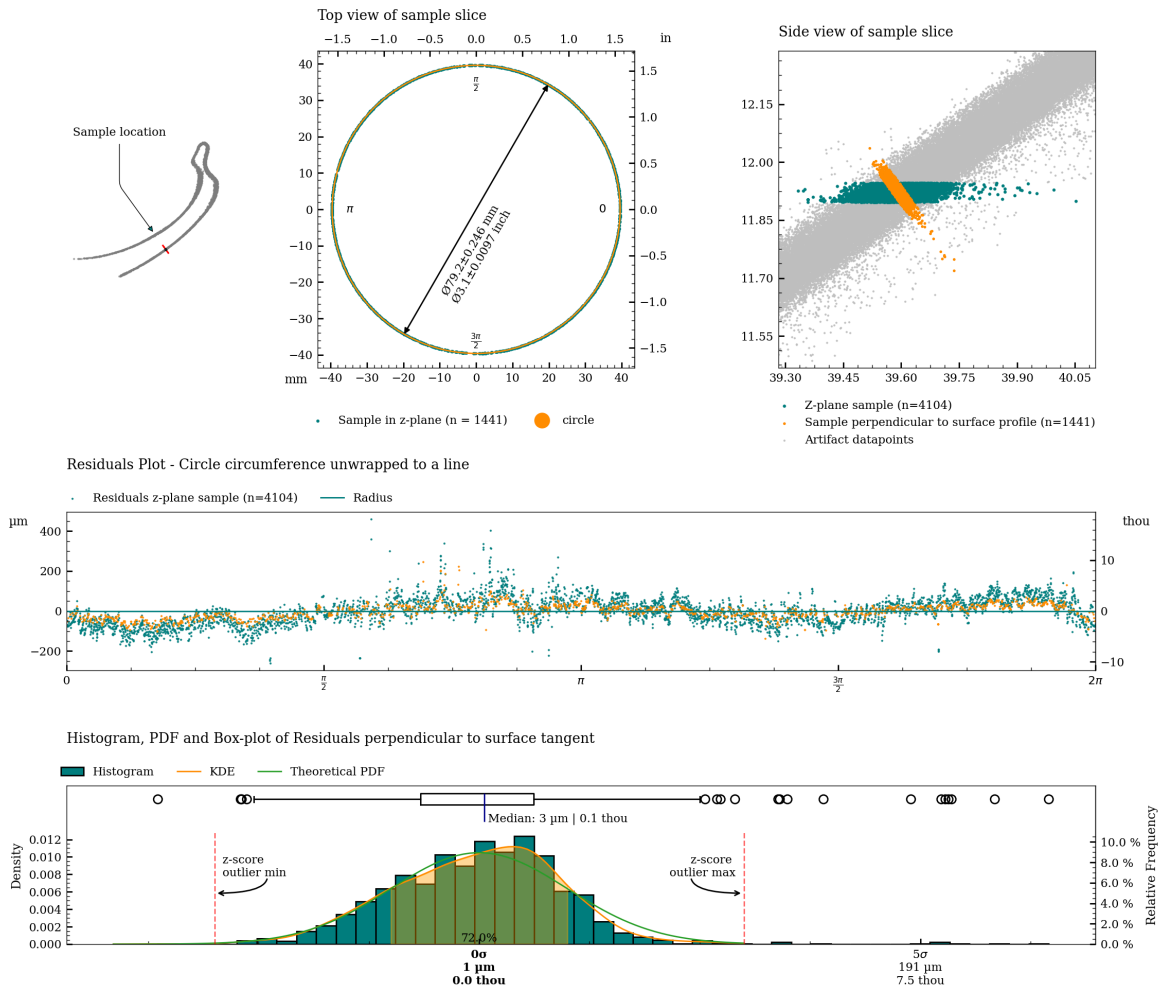 Top view of sample slice
−1.5 −1.0 −0.5 0.0 0.5 1.0 1.5 in
Side view of sample slice
Sample location
40
30
20
10
0
−10
−20
−30
−40
mm
π/2
π
0
3π/2
Ø79.2±0.246 mm
Ø3.1±0.0097 inch
1.5
1.0
0.5
0.0
−0.5
−1.0
−1.5
−40 −30 −20 −10 0 10 20 30 40
Sample in z-plane (n = 1441) circle
12.15
12.00
11.85
11.70
11.55
39.30 39.45 39.60 39.75 39.90 40.05
Z-plane sample (n=4104)
Sample perpendicular to surface profile (n=1441)
Artifact datapoints
Residuals Plot - Circle circumference unwrapped to a line
Residuals z-plane sample (n=4104) Radius
µm
thou
400
200
0
−200
10
0
−10
0 π/2 π 3π/2 2π
Histogram, PDF and Box-plot of Residuals perpendicular to surface tangent
Histogram KDE Theoretical PDF
Median: 3 µm | 0.1 thou
Density
0.012
0.010
0.008
0.006
0.004
0.002
0.000
z-score
outlier min
z-score
outlier max
72.0%
10.0 %
8.0 %
6.0 %
4.0 %
2.0 %
0.0 %
Relative Frequency
0σ
1 µm
0.0 thou
5σ
191 µm
7.5 thou